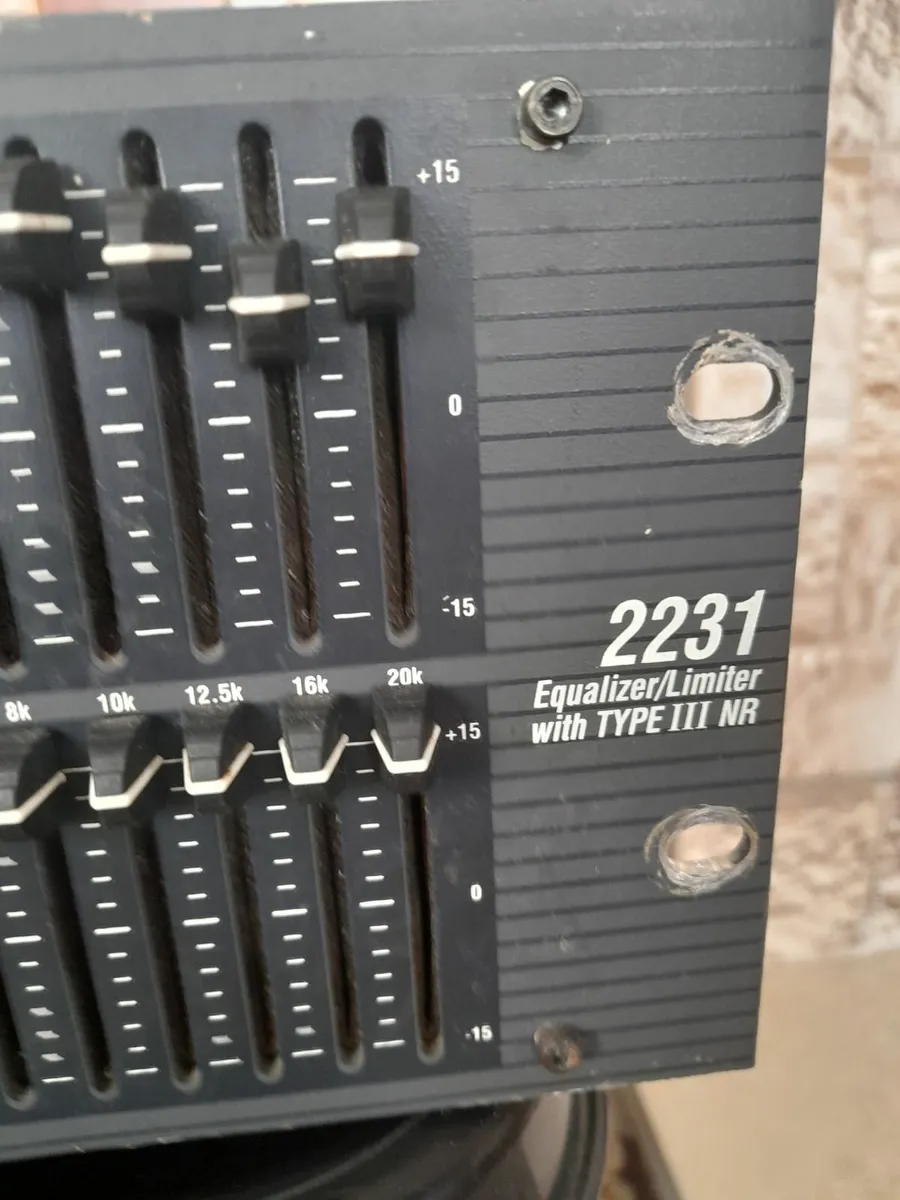 +15
0
-15
2231
Equalizer/Limiter
with TYPE III NR
8k 10k 12.5k 16k 20k
+15
0
-15